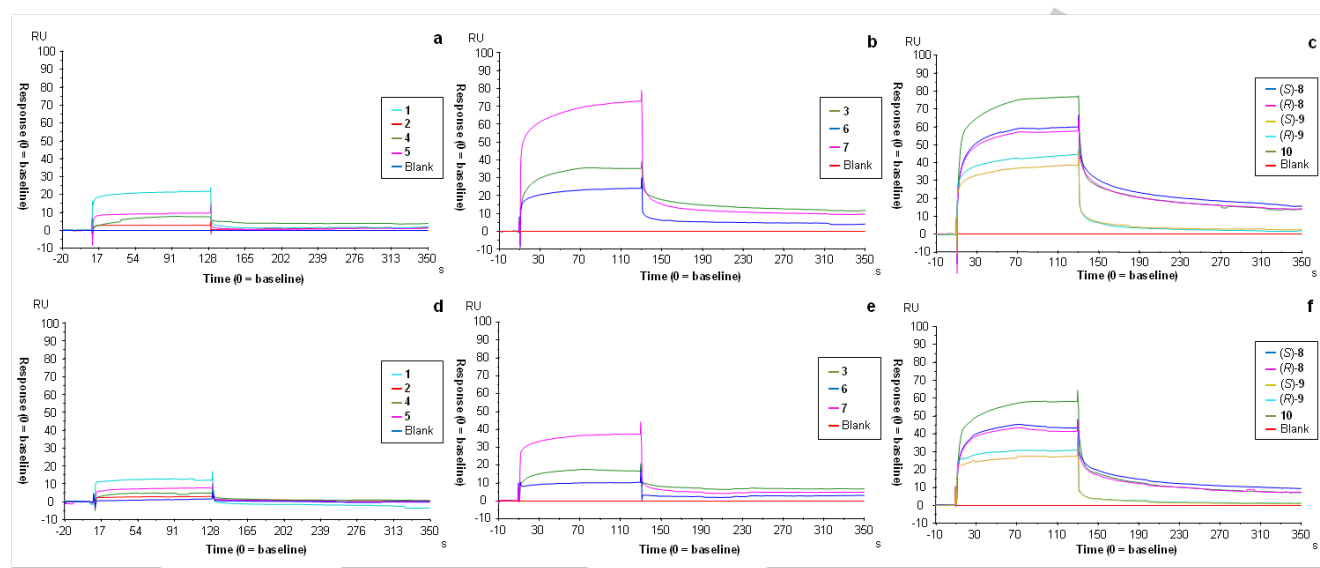 RU
a
Response (0 = baseline)
100
90
80
70
60
50
40
30
20
10
0
-10
-20 17 54 91 128 165 202 239 276 313 350
Time (0 = baseline)
s
1
2
4
5
Blank
RU
b
Response (0 = baseline)
100
90
80
70
60
50
40
30
20
10
0
-10
-10 30 70 110 150 190 230 270 310 350
Time (0 = baseline)
s
3
6
7
Blank
RU
c
Response (0 = baseline)
100
90
80
70
60
50
40
30
20
10
0
-10
-10 30 70 110 150 190 230 270 310 350
Time (0 = baseline)
s
(S)-8
(R)-8
(S)-9
(R)-9
10
Blank
RU
d
Response (0 = baseline)
100
90
80
70
60
50
40
30
20
10
0
-10
-20 17 54 91 128 165 202 239 276 313 350
Time (0 = baseline)
s
1
2
4
5
Blank
RU
e
Response (0 = baseline)
100
90
80
70
60
50
40
30
20
10
0
-10
-10 30 70 110 150 190 230 270 310 350
Time (0 = baseline)
s
3
6
7
Blank
RU
f
Response (0 = baseline)
100
90
80
70
60
50
40
30
20
10
0
-10
-10 30 70 110 150 190 230 270 310 350
Time (0 = baseline)
s
(S)-8
(R)-8
(S)-9
(R)-9
10
Blank